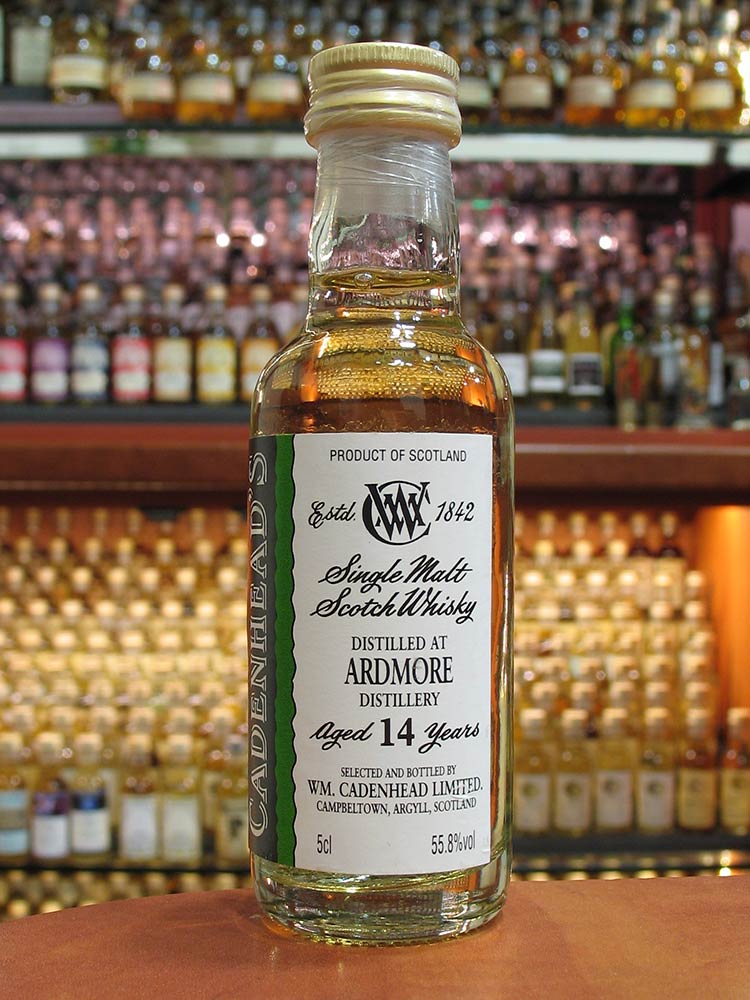 CADENHEAD'S
PRODUCT OF SCOTLAND
Estd. WC 1842
Single Malt
Scotch Whisky
DISTILLED AT
ARDMORE
DISTILLERY
Aged 14 Years
SELECTED AND BOTTLED BY
WM. CADENHEAD LIMITED.
CAMPBELTOWN, ARGYLL, SCOTLAND
5cl 55.8%vol